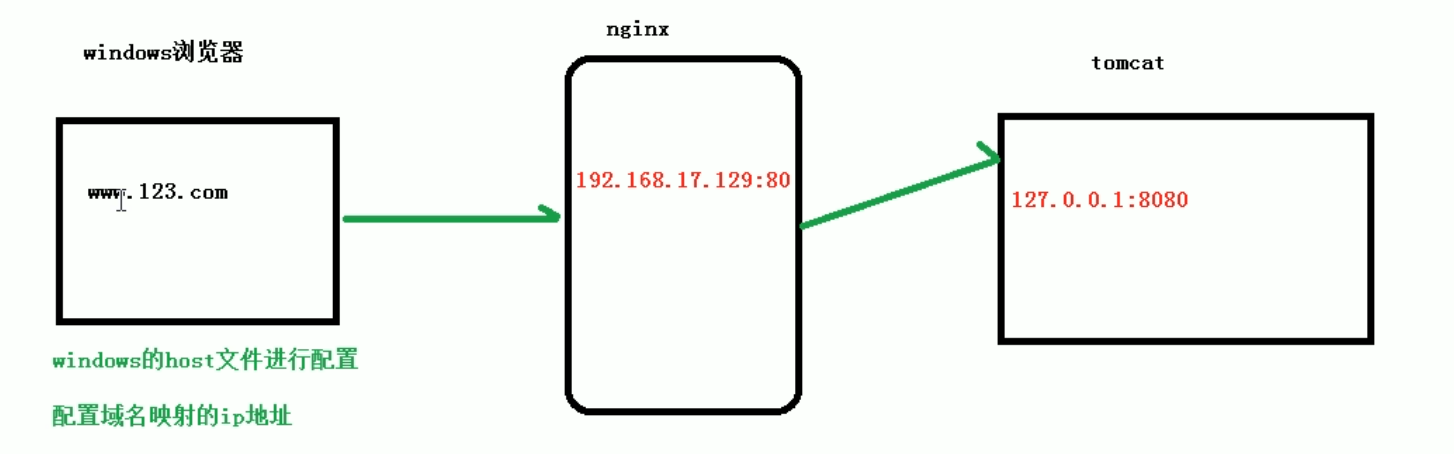 nginx
windows浏览器
tomcat
www.123.com
192.168.17.129:80
127.0.0.1:8080
windows的host文件进行配置
配置域名映射的ip地址